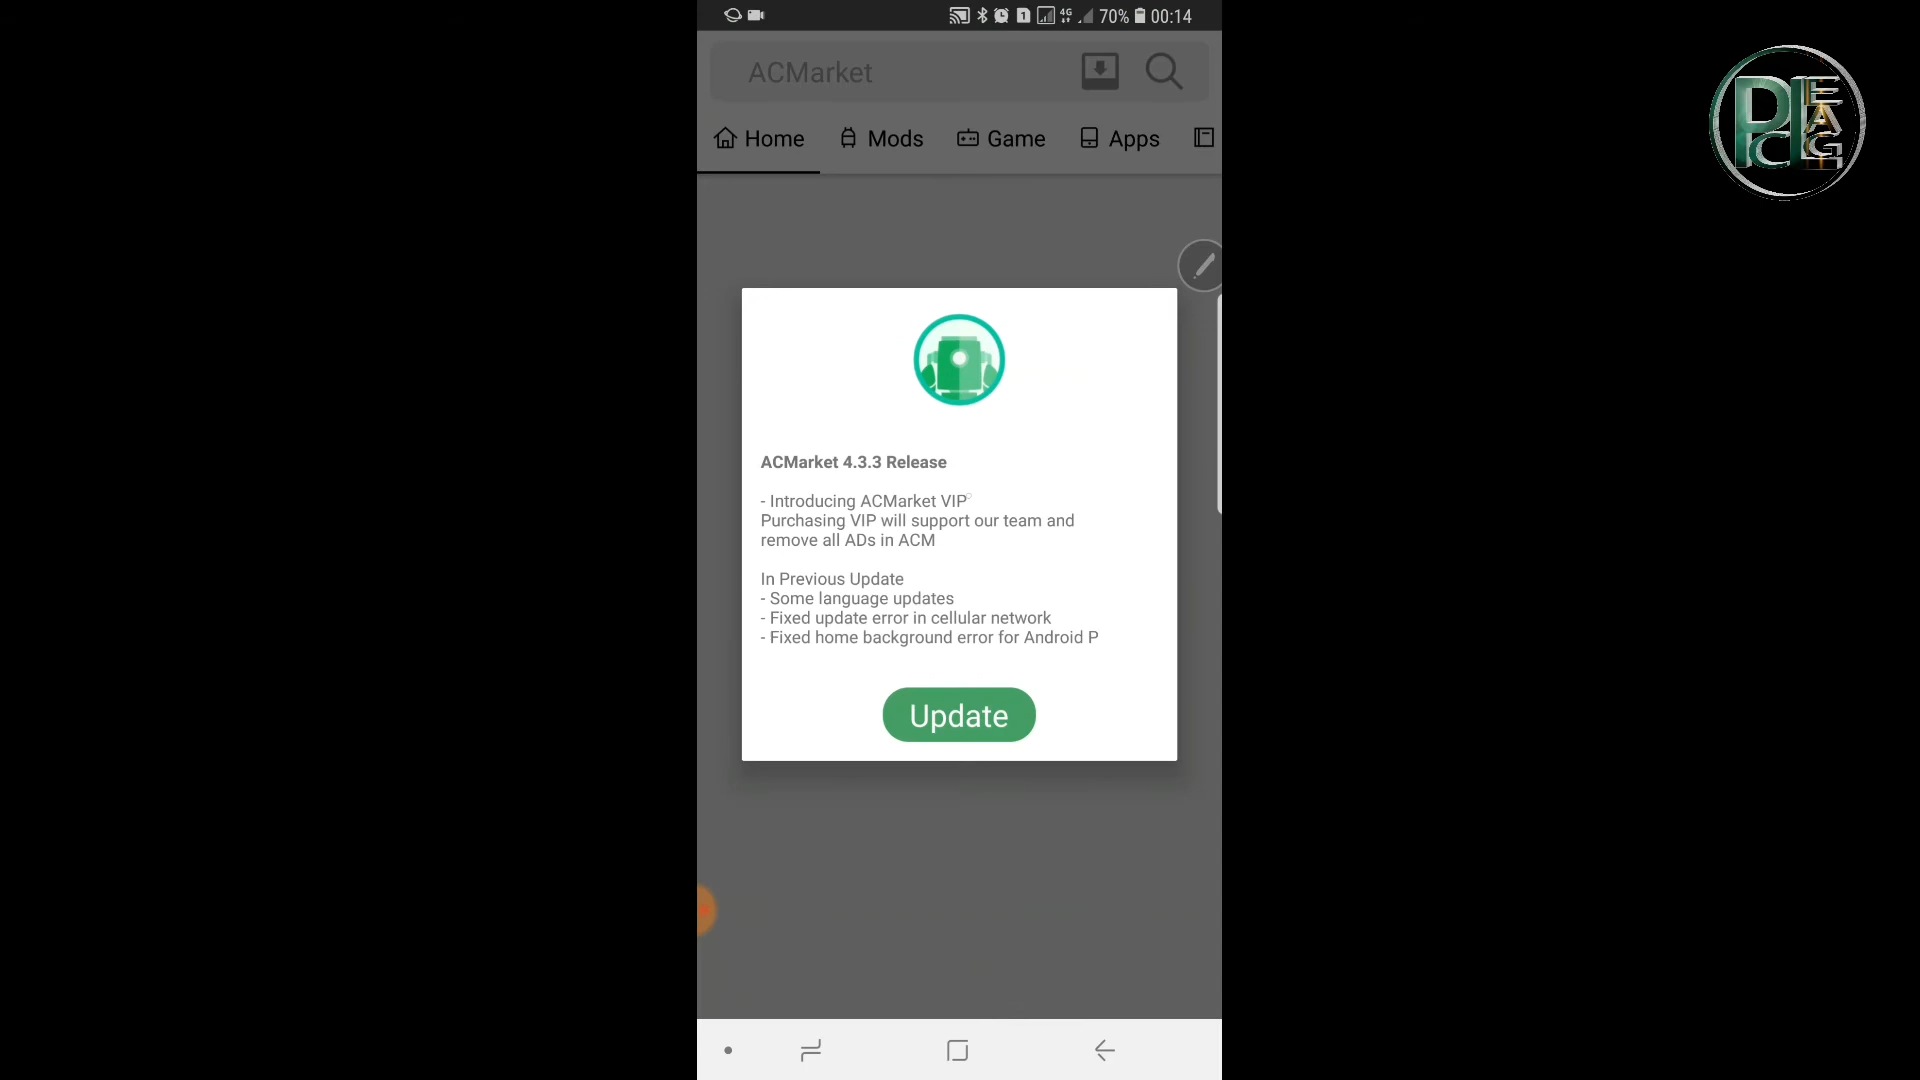 4G 70% 00:14
ACMarket
Home Mods Game Apps
ACMarket 4.3.3 Release
- Introducing ACMarket VIP
Purchasing VIP will support our team and
remove all ADs in ACM
In Previous Update
- Some language updates
- Fixed update error in cellular network
- Fixed home background error for Android P
Update